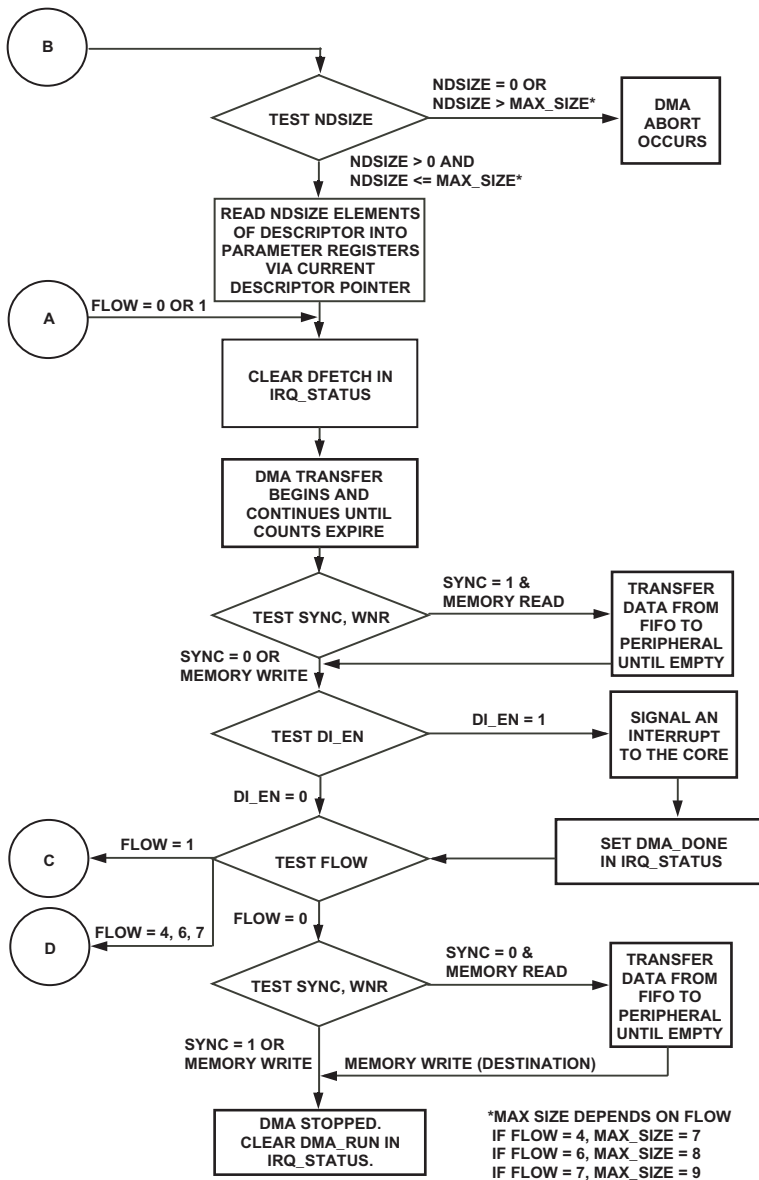 B
TEST NDSIZE
NDSIZE = 0 OR
NDSIZE > MAX_SIZE*
DMA
ABORT
OCCURS
NDSIZE > 0 AND
NDSIZE <= MAX_SIZE*
READ NDSIZE ELEMENTS
OF DESCRIPTOR INTO
PARAMETER REGISTERS
VIA CURRENT
DESCRIPTOR POINTER
A
FLOW = 0 OR 1
CLEAR DFETCH IN
IRQ_STATUS
DMA TRANSFER
BEGINS AND
CONTINUES UNTIL
COUNTS EXPIRE
TEST SYNC, WNR
SYNC = 1 &
MEMORY READ
TRANSFER
DATA FROM
FIFO TO
PERIPHERAL
UNTIL EMPTY
SYNC = 0 OR
MEMORY WRITE
TEST DI_EN
DI_EN = 1
SIGNAL AN
INTERRUPT
TO THE CORE
DI_EN = 0
SET DMA_DONE
IN IRQ_STATUS
TEST FLOW
FLOW = 1
C
FLOW = 4, 6, 7
D
FLOW = 0
TEST SYNC, WNR
SYNC = 0 &
MEMORY READ
TRANSFER
DATA FROM
FIFO TO
PERIPHERAL
UNTIL EMPTY
SYNC = 1 OR
MEMORY WRITE
MEMORY WRITE (DESTINATION)
DMA STOPPED.
CLEAR DMA_RUN IN
IRQ_STATUS.
*MAX SIZE DEPENDS ON FLOW
IF FLOW = 4, MAX_SIZE = 7
IF FLOW = 6, MAX_SIZE = 8
IF FLOW = 7, MAX_SIZE = 9